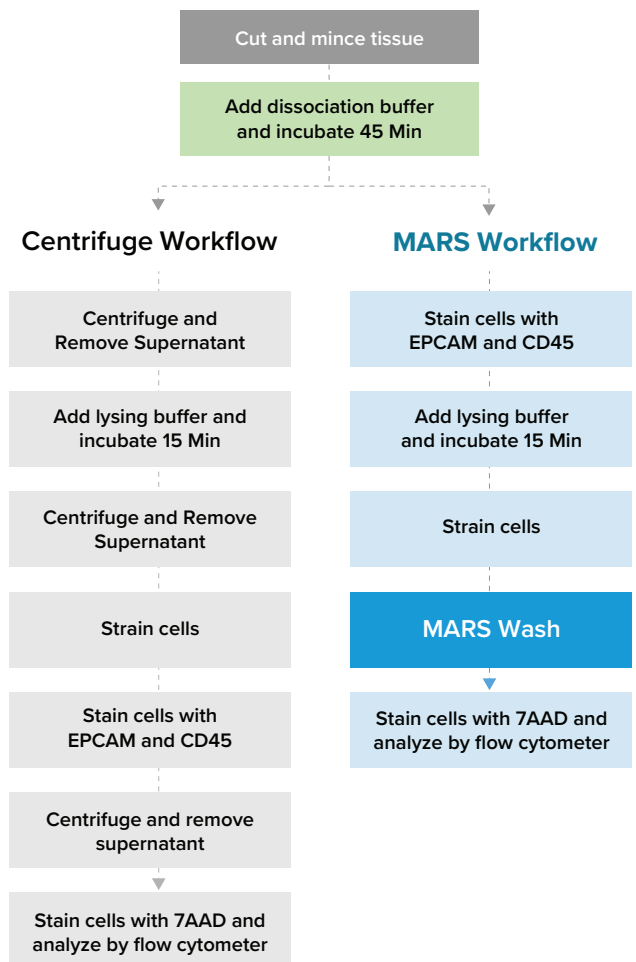 Cut and mince tissue
Add dissociation buffer
and incubate 45 Min
Centrifuge Workflow
Centrifuge and
Remove Supernatant
Add lysing buffer and
incubate 15 Min
Centrifuge and Remove
Supernatant
Strain cells
Stain cells with
EPCAM and CD45
Centrifuge and remove
supernatant
Stain cells with 7AAD and
analyze by flow cytometer
MARS Workflow
Stain cells with
EPCAM and CD45
Add lysing buffer
and incubate 15 Min
Strain cells
MARS Wash
Stain cells with 7AAD and
analyze by flow cytometer